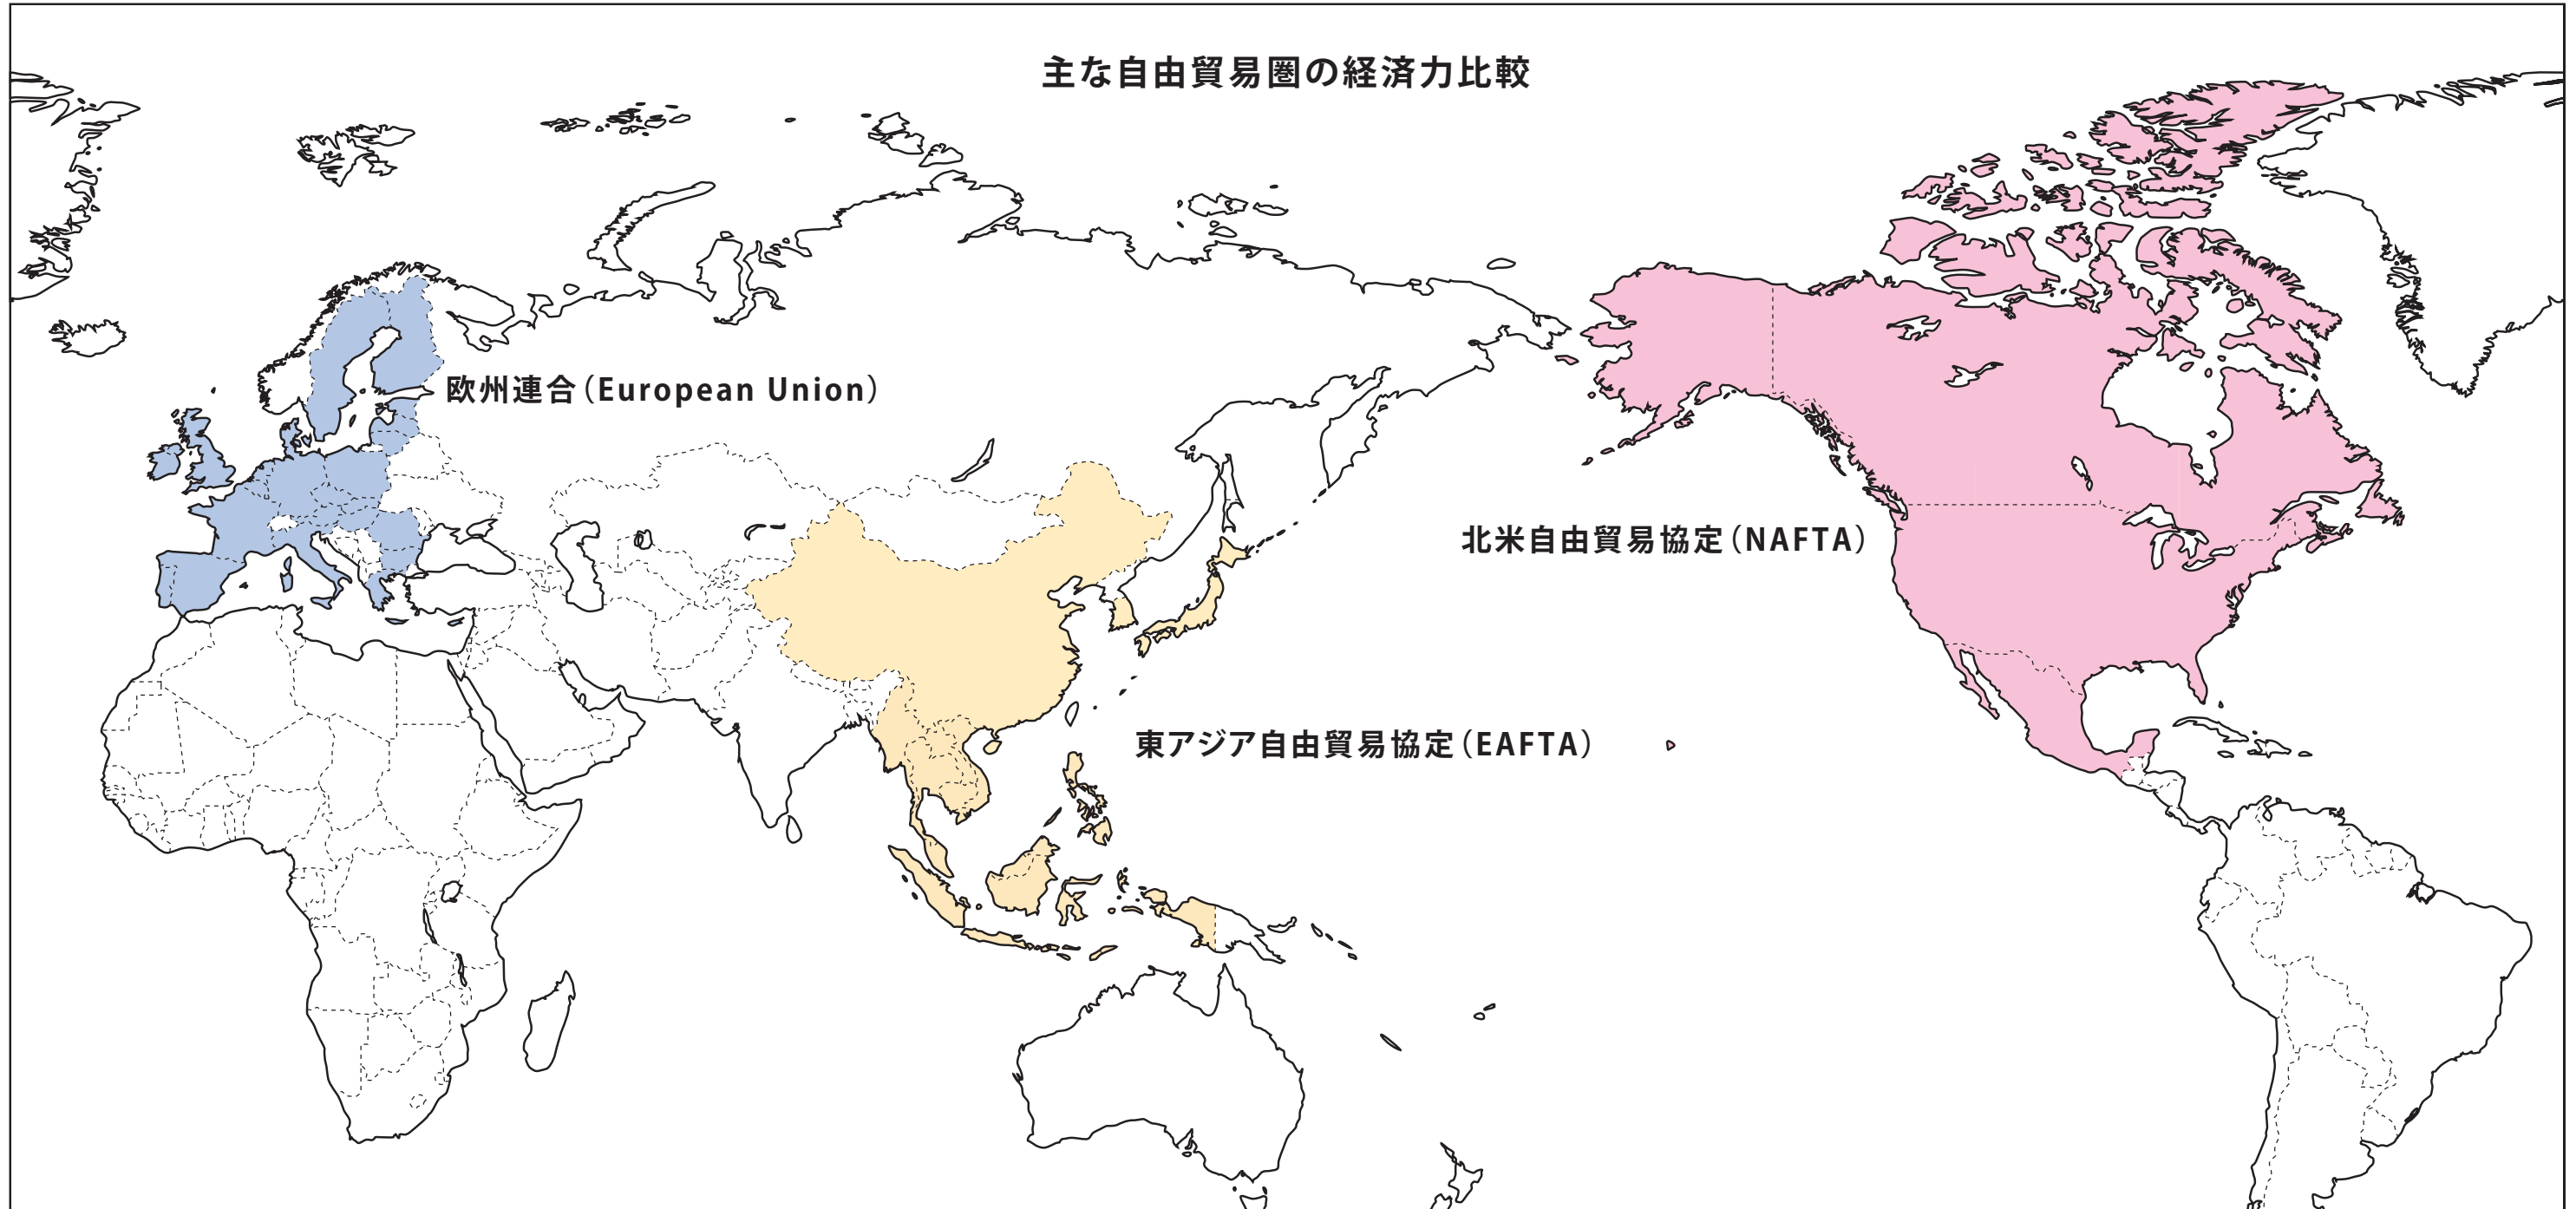 主な自由貿易圏の経済力比較
欧州連合（European Union）
北米自由貿易協定（NAFTA）
東アジア自由貿易協定（EAFTA）